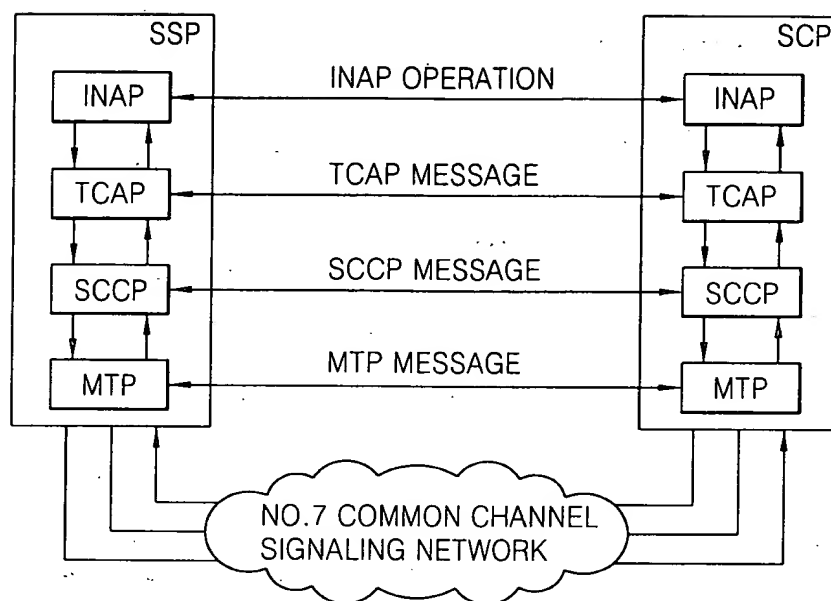 SSP
SCP
INAP
INAP OPERATION
INAP
TCAP
TCAP MESSAGE
TCAP
SCCP
SCCP MESSAGE
SCCP
MTP
MTP MESSAGE
MTP
NO.7 COMMON CHANNEL
SIGNALING NETWORK